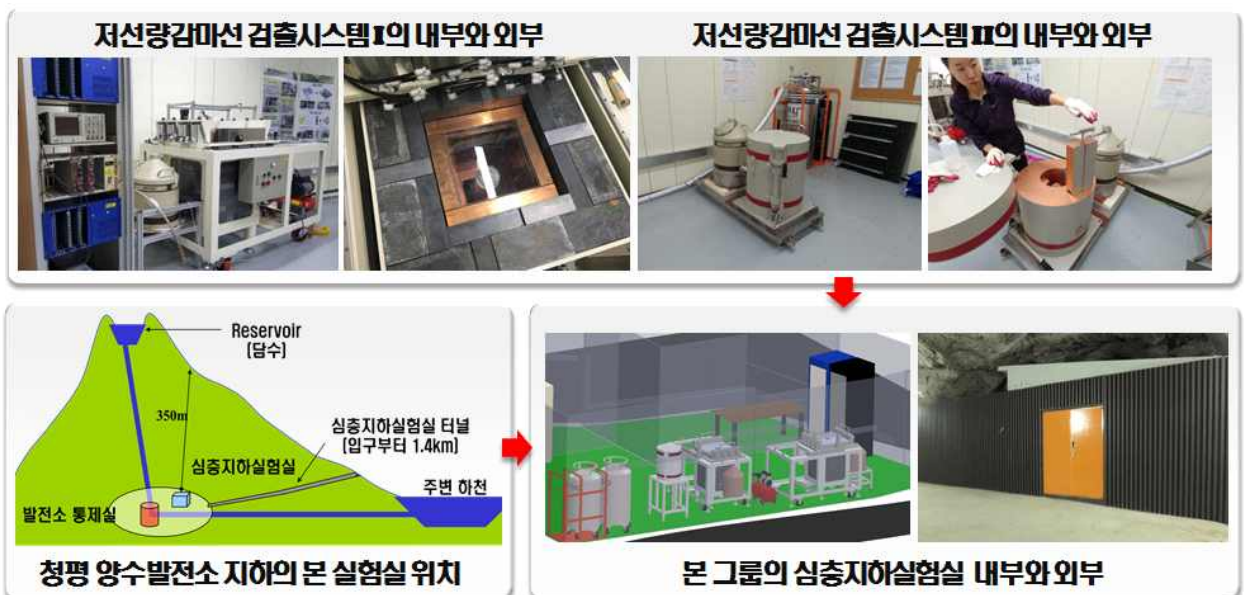 저선량감마선 검출시스템 I의 내부와 외부
저선량감마선 검출시스템 II의 내부와 외부
Reservoir
(담수)
350m
심층지하실험실 터널
(입구부터 1.4km)
심층지하실험실
주변 하천
발전소 통제실
청평 양수발전소 지하의 본 실험실 위치
본 그룹의 심층지하실험실 내부와 외부